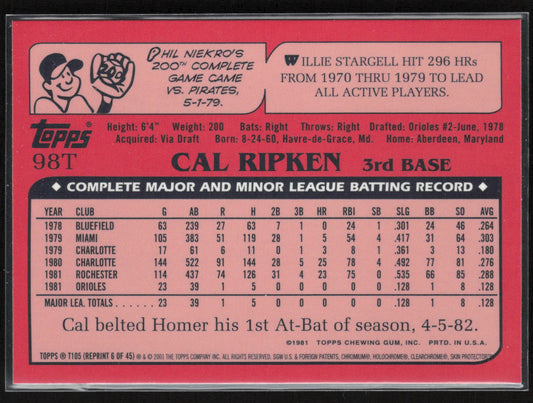 PHIL NIEKRO'S
200TH COMPLETE
GAME CAME
VS. PIRATES,
5-1-79.
200
WILLIE STARGELL HIT 296 HRs
FROM 1970 THRU 1979 TO LEAD
ALL ACTIVE PLAYERS.
Topps
98T
Height: 6'4" Weight: 200 Bats: Right Throws: Right Drafted: Orioles #2-June, 1978
Acquired: Via Draft Born: 8-24-60, Havre-de-Grace, Md. Home: Aberdeen, Maryland
CAL RIPKEN 3rd BASE
◆ COMPLETE MAJOR AND MINOR LEAGUE BATTING RECORD ◆
YEAR CLUB G AB R H 2B 3B HR RBI SB SLG BB SO AVG
1978 BLUEFIELD 63 239 27 63 7 1 0 24 1 .301 24 46 .264
1979 MIAMI 105 383 51 119 28 1 5 54 4 .417 31 64 .303
1979 CHARLOTTE 17 61 6 11 0 1 3 8 1 .361 3 13 .180
1980 CHARLOTTE 144 522 91 144 28 5 25 78 4 .492 77 81 .276
1981 ROCHESTER 114 437 74 126 31 4 23 75 0 .535 66 85 .288
1981 ORIOLES 23 39 1 5 0 0 0 0 0 .128 1 8 .128
MAJOR LEA. TOTALS . . . . . . 23 39 1 5 0 0 0 0 0 .128 1 8 .128
Cal belted Homer his 1st At-Bat of season, 4-5-82.
©1981 TOPPS CHEWING GUM, INC. PRTD. IN U.S.A.
TOPPS ® T105 (REPRINT 6 OF 45) ® & © 2001 THE TOPPS COMPANY INC. ALL RIGHTS RESERVED. SGM U.S. & FOREIGN PATENTS, CHROMIUM®, HOLOCHROME®, CLEARCHROME®, SKIN PROTECTOR®